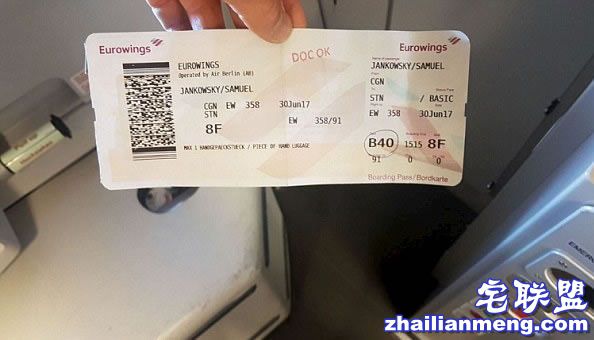 Eurowings
DOC OK
Eurowings
EUROWINGS
Operated by Air Berlin (AB)
JANKOWSKY/SAMUEL
CGN EW 358 30Jun17
STN
EW 358/91
8F
MAX 1 HANDGEPAECKSTUECK / PIECE OF HAND LUGGAGE
JANKOWSKY/SAMUEL
CGN
STN / BASIC
EW 358 30Jun17
B40 1515 8F
91 0 0
Boarding Pass/Bordkarte
宅联盟
zhailianmeng.com